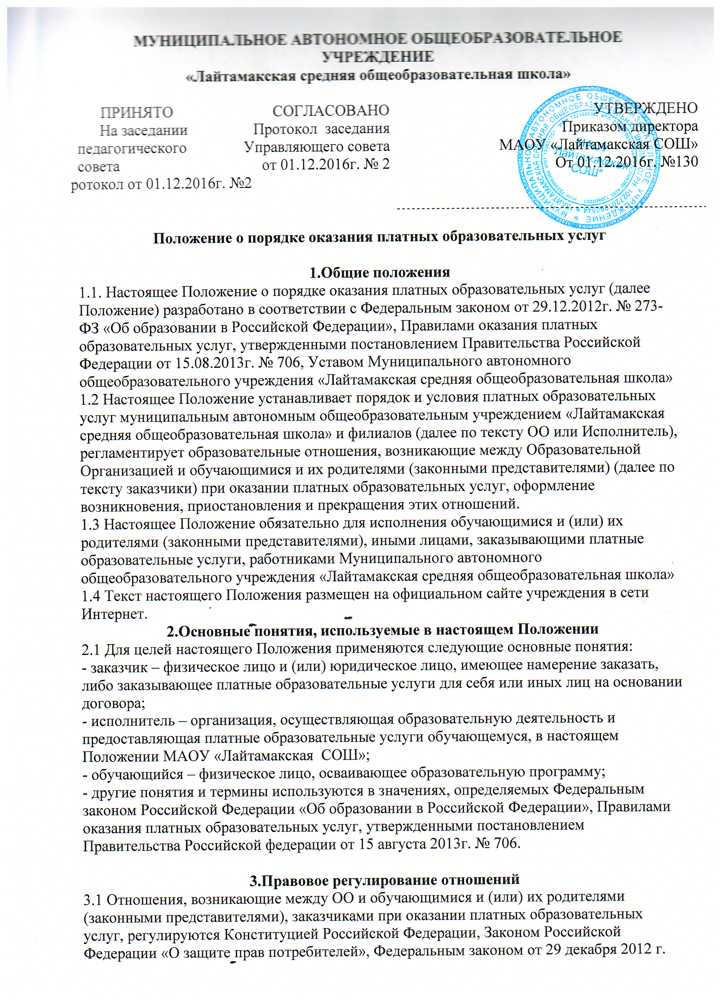 МУНИЦИПАЛЬНОЕ АВТОНОМНОЕ ОБЩЕОБРАЗОВАТЕЛЬНОЕ
УЧРЕЖДЕНИЕ
«Лайтамакская средняя общеобразовательная школа»
ПРИНЯТО
На заседании
педагогического
совета
ротокол от 01.12.2016г. №2
СОГЛАСОВАНО
Протокол заседания
Управляющего совета
от 01.12.2016г. № 2
УТВЕРЖДЕНО
Приказом директора
МАОУ «Лайтамакская СОШ»
От 01.12.2016г. №130
МАОУ
"Лайтамакская
СОШ"
Положение о порядке оказания платных образовательных услуг
1.Общие положения
1.1. Настоящее Положение о порядке оказания платных образовательных услуг (далее
Положение) разработано в соответствии с Федеральным законом от 29.12.2012г. № 273-
ФЗ «Об образовании в Российской Федерации», Правилами оказания платных
образовательных услуг, утвержденными постановлением Правительства Российской
Федерации от 15.08.2013г. № 706, Уставом Муниципального автономного
общеобразовательного учреждения «Лайтамакская средняя общеобразовательная школа»
1.2 Настоящее Положение устанавливает порядок и условия платных образовательных
услуг муниципальным автономным общеобразовательным учреждением «Лайтамакская
средняя общеобразовательная школа» и филиалов (далее по тексту ОО или Исполнитель),
регламентирует образовательные отношения, возникающие между Образовательной
Организацией и обучающимися и их родителями (законными представителями) (далее по
тексту заказчики) при оказании платных образовательных услуг, оформление
возникновения, приостановления и прекращения этих отношений.
1.3 Настоящее Положение обязательно для исполнения обучающимися и (или) их
родителями (законными представителями), иными лицами, заказывающими платные
образовательные услуги, работниками Муниципального автономного
общеобразовательного учреждения «Лайтамакская средняя общеобразовательная школа»
1.4 Текст настоящего Положения размещен на официальном сайте учреждения в сети
Интернет.
2.Основные понятия, используемые в настоящем Положении
2.1 Для целей настоящего Положения применяются следующие основные понятия:
- заказчик – физическое лицо и (или) юридическое лицо, имеющее намерение заказать,
либо заказывающее платные образовательные услуги для себя или иных лиц на основании
договора;
- исполнитель – организация, осуществляющая образовательную деятельность и
предоставляющая платные образовательные услуги обучающемуся, в настоящем
Положении МАОУ «Лайтамакская СОШ»;
- обучающийся – физическое лицо, осваивающее образовательную программу;
- другие понятия и термины используются в значениях, определяемых Федеральным
законом Российской Федерации «Об образовании в Российской Федерации», Правилами
оказания платных образовательных услуг, утвержденными постановлением
Правительства Российской федерации от 15 августа 2013г. № 706.
3.Правовое регулирование отношений
3.1 Отношения, возникающие между ОО и обучающимися и (или) их родителями
(законными представителями), заказчиками при оказании платных образовательных
услуг, регулируются Конституцией Российской Федерации, Законом Российской
Федерации «О защите прав потребителей», Федеральным законом от 29 декабря 2012 г.